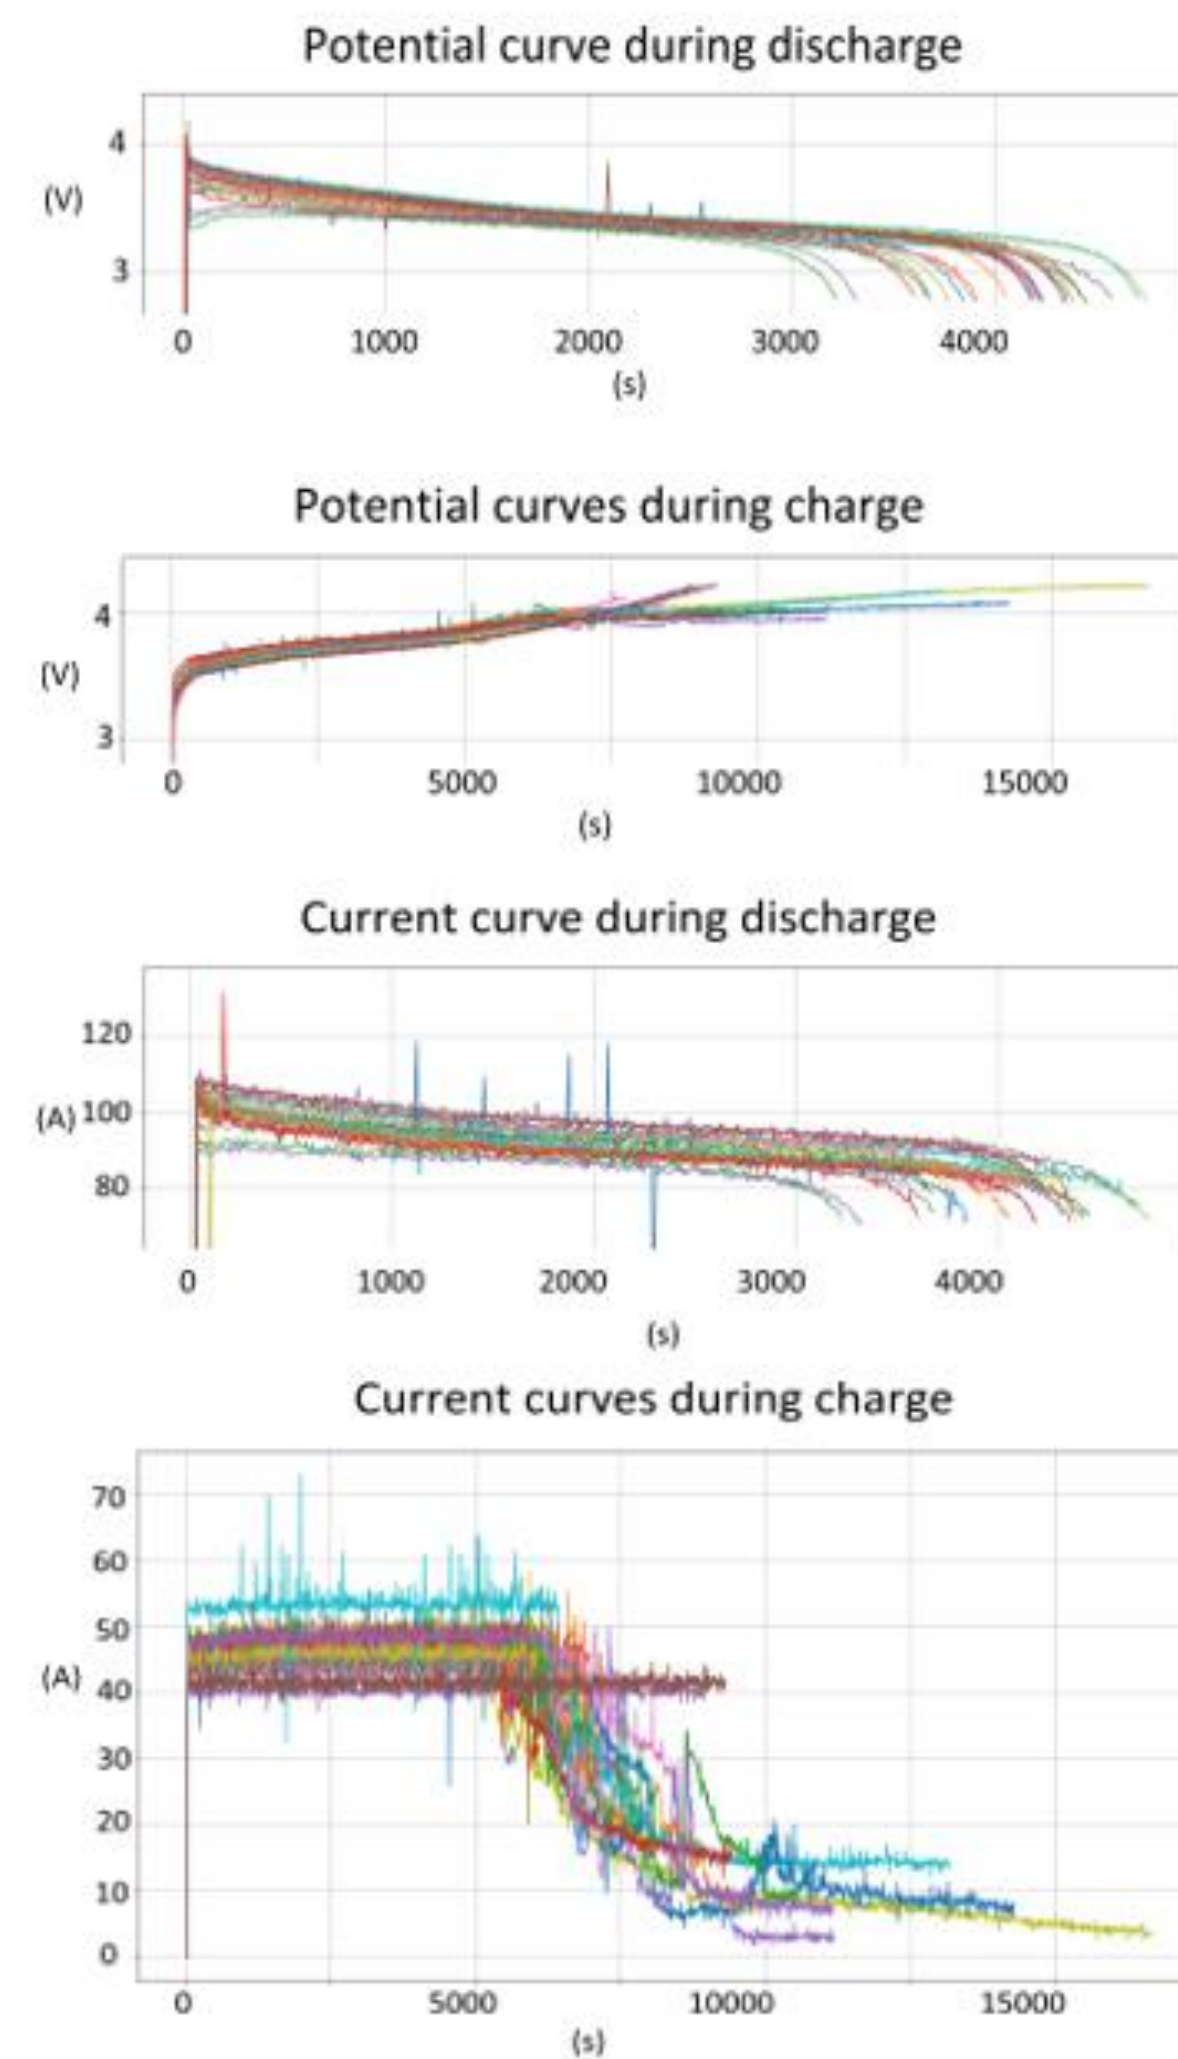 Potential curve during discharge
4
(V)
3
0 1000 2000 3000 4000
(s)
Potential curves during charge
4
(V)
3
0 5000 10000 15000
(s)
Current curve during discharge
120
(A) 100
80
0 1000 2000 3000 4000
(s)
Current curves during charge
70
60
50
(A) 40
30
20
10
0
0 5000 10000 15000
(s)